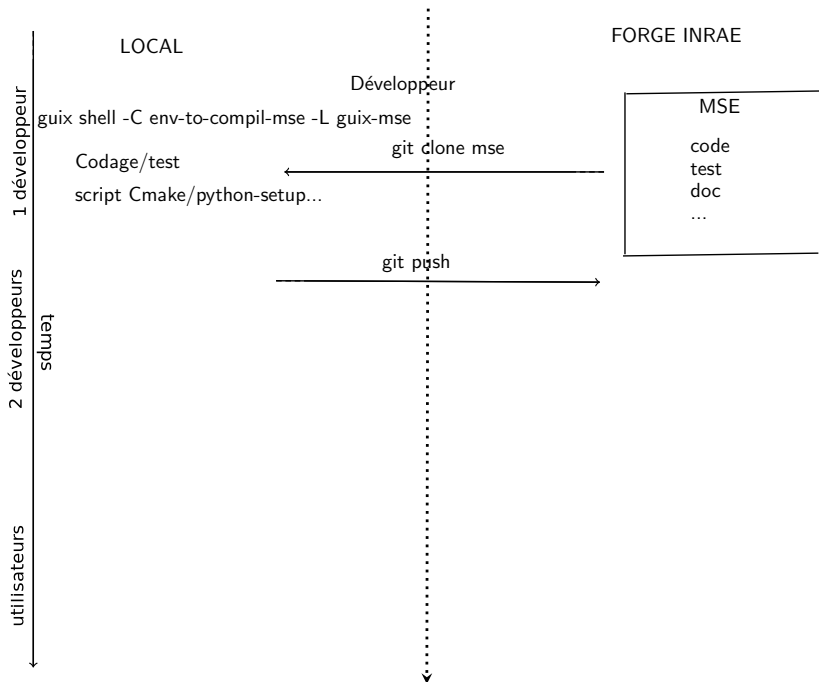 LOCAL
FORGE INRAE
Développeur
guix shell -C env-to-compil-mse -L guix-mse
git clone mse
Codage/test
script Cmake/python-setup...
MSE
code
test
doc
...
git push
1 développeur
2 développeurs
temps
utilisateurs